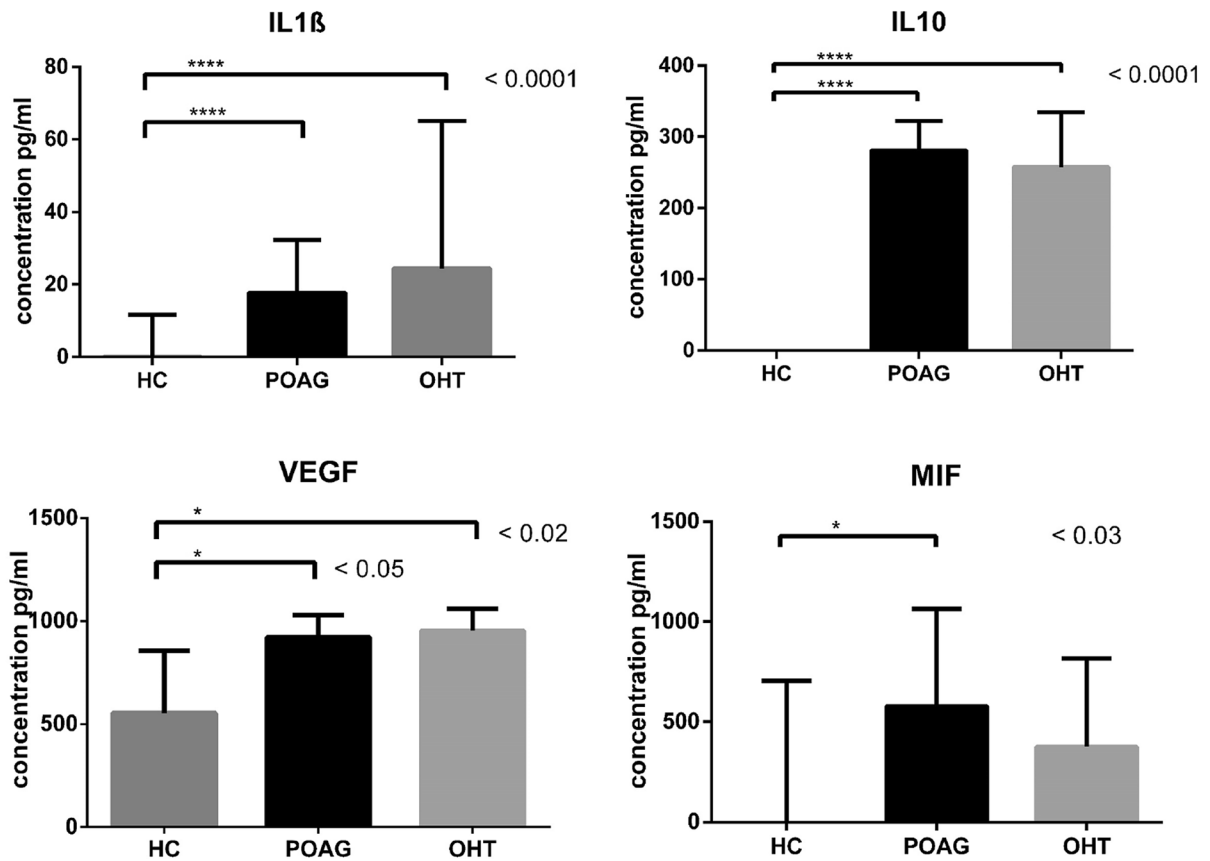 IL1ß
concentration pg/ml
80
60
40
20
0
****
****
< 0.0001
HC POAG OHT
IL10
concentration pg/ml
400
300
200
100
0
****
****
< 0.0001
HC POAG OHT
VEGF
concentration pg/ml
1500
1000
500
0
*
< 0.02
*
< 0.05
HC POAG OHT
MIF
concentration pg/ml
1500
1000
500
0
*
< 0.03
HC POAG OHT